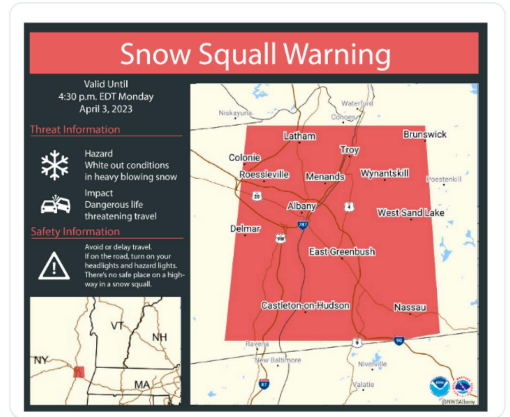 Snow Squall Warning
Valid Until
4:30 p.m. EDT Monday
April 3, 2023
Threat Information
Hazard
White out conditions
in heavy blowing snow
Impact
Dangerous life
threatening travel
Safety Information
Avoid or delay travel.
If on the road, turn on your
headlights and hazard lights.
There's no safe place on a high-
way in a snow squall.
NY
VT
NH
MA
Waterford
Niskayuna
Cohoes
Latham
Brunswick
Troy
Colonie
Roessleville
Menands
Wynantskill
Poestenkill
Albany
West Sand Lake
787
Delmar
East Greenbush
Castleton-on-Hudson
Nassau
Ravena
90
New Baltimore
Niverville
87
Valatie
@NWSAlbany